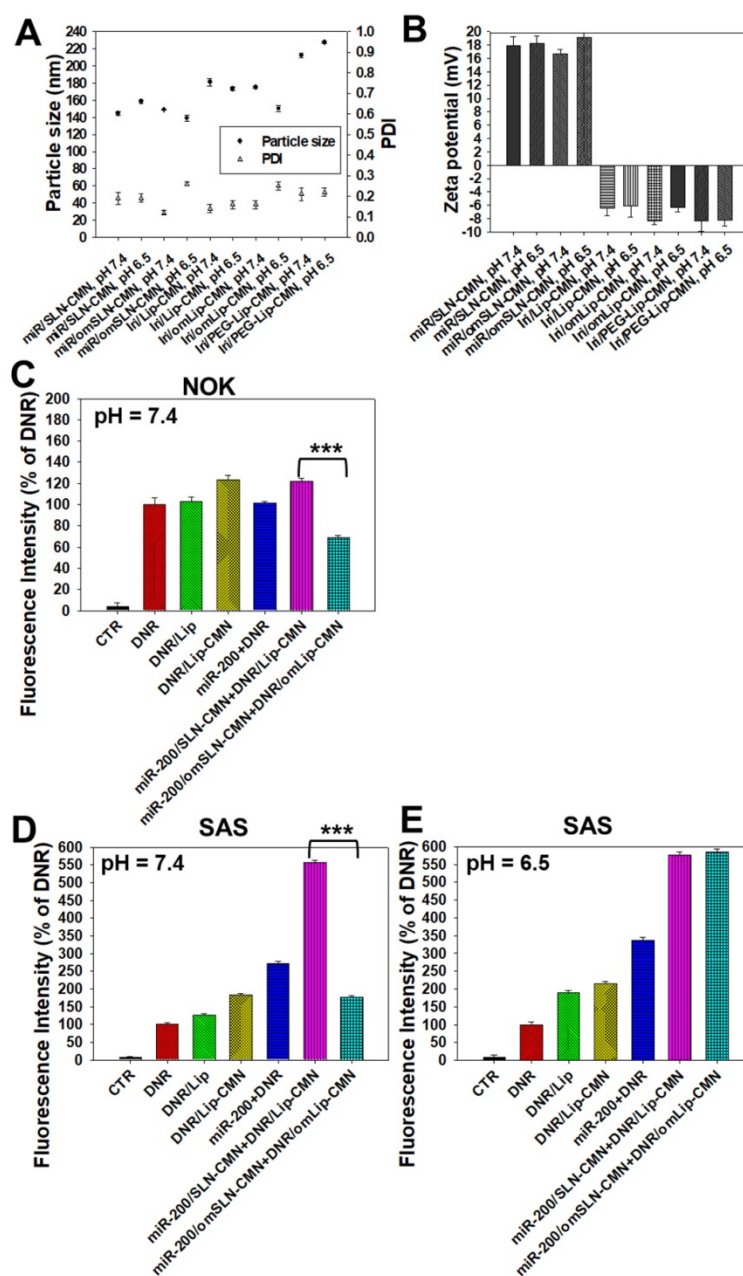 A
Particle size (nm)
240
220
200
180
160
140
120
100
80
60
40
20
0
1.0
0.9
0.8
0.7
0.6
0.5
0.4
0.3
0.2
0.1
0.0
PDI
Particle size
PDI
miR/SLN-CMN, pH 7.4
miR/SLN-CMN, pH 6.5
miR/omSLN-CMN, pH 7.4
miR/omSLN-CMN, pH 6.5
Iri/Lip-CMN, pH 7.4
Iri/Lip-CMN, pH 6.5
Iri/omLip-CMN, pH 7.4
Iri/omLip-CMN, pH 6.5
Iri/PEG-Lip-CMN, pH 7.4
Iri/PEG-Lip-CMN, pH 6.5
B
Zeta potential (mV)
20
18
16
14
12
10
8
6
4
2
0
-2
-4
-6
-8
-10
miR/SLN-CMN, pH 7.4
miR/SLN-CMN, pH 6.5
miR/omSLN-CMN, pH 7.4
miR/omSLN-CMN, pH 6.5
Iri/Lip-CMN, pH 7.4
Iri/Lip-CMN, pH 6.5
Iri/omLip-CMN, pH 7.4
Iri/omLip-CMN, pH 6.5
Iri/PEG-Lip-CMN, pH 7.4
Iri/PEG-Lip-CMN, pH 6.5
C
NOK
pH = 7.4
***
Fluorescence Intensity (% of DNR)
200
180
160
140
120
100
80
60
40
20
0
CTR
DNR
DNR/Lip
DNR/Lip-CMN
miR-200+DNR
miR-200/SLN-CMN+DNR/Lip-CMN
miR-200/omSLN-CMN+DNR/omLip-CMN
D
SAS
pH = 7.4
***
Fluorescence Intensity (% of DNR)
600
550
500
450
400
350
300
250
200
150
100
50
0
CTR
DNR
DNR/Lip
DNR/Lip-CMN
miR-200+DNR
miR-200/SLN-CMN+DNR/Lip-CMN
miR-200/omSLN-CMN+DNR/omLip-CMN
E
SAS
pH = 6.5
Fluorescence Intensity (% of DNR)
600
550
500
450
400
350
300
250
200
150
100
50
0
CTR
DNR
DNR/Lip
DNR/Lip-CMN
miR-200+DNR
miR-200/SLN-CMN+DNR/Lip-CMN
miR-200/omSLN-CMN+DNR/omLip-CMN